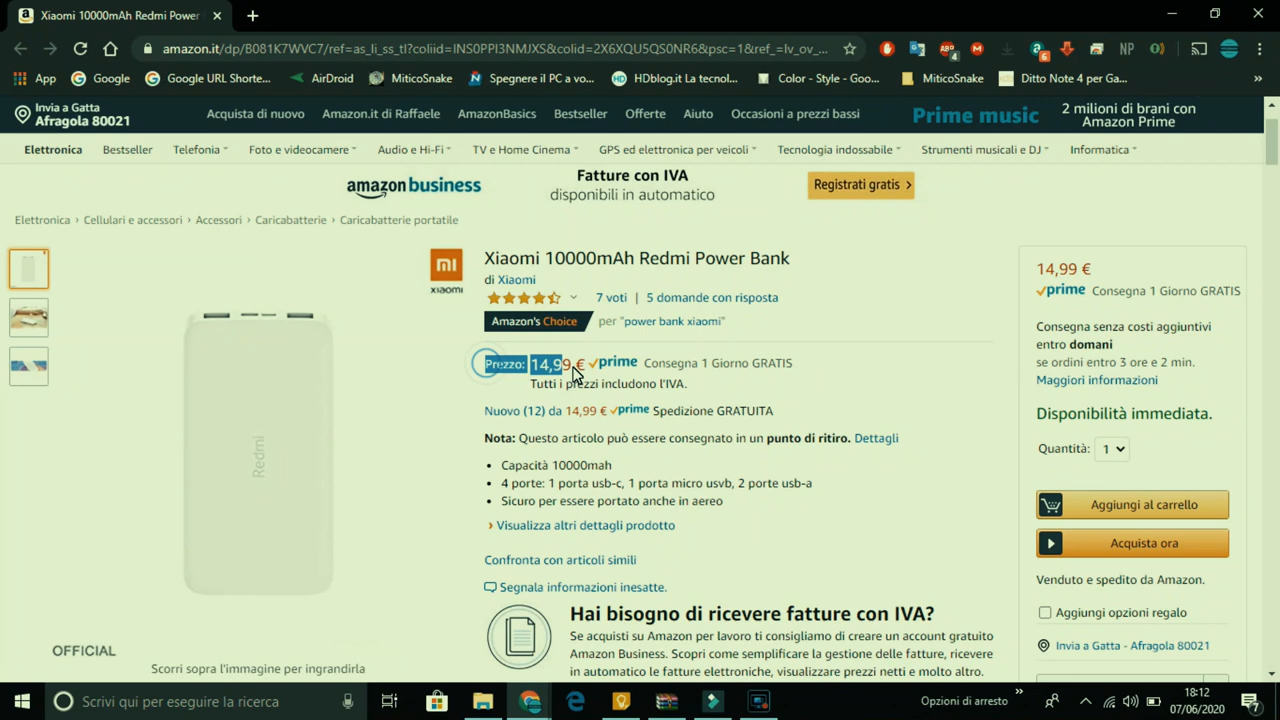 Xiaomi 10000mAh Redmi Power
amazon.it/dp/B081K7WVC7/ref=as_li_ss_tl?coliid=INS0PPI3NMJXS&colid=2X6XQU5QS0NR6&psc=1&ref_=lv_ov_...
App Google Google URL Shorte... AirDroid MiticoSnake Spegnere il PC a vo... HDblog.it La tecnol... Color - Style - Goo... MiticoSnake Ditto Note 4 per Ga...
Invia a Gatta
Afragola 80021
Acquista di nuovo Amazon.it di Raffaele AmazonBasics Bestseller Offerte Aiuto Occasioni a prezzi bassi
Prime music
2 milioni di brani con
Amazon Prime
Elettronica Bestseller Telefonia Foto e videocamere Audio e Hi-Fi TV e Home Cinema GPS ed elettronica per veicoli Tecnologia indossabile Strumenti musicali e DJ Informatica
amazon business
Fatture con IVA
disponibili in automatico
Registrati gratis
Elettronica › Cellulari e accessori › Accessori › Caricabatterie › Caricabatterie portatile
mi
xiaomi
Redmi
OFFICIAL
Scorri sopra l'immagine per ingrandirla
Xiaomi 10000mAh Redmi Power Bank
di Xiaomi
7 voti | 5 domande con risposta
Amazon's Choice per "power bank xiaomi"
Prezzo: 14,99 € prime Consegna 1 Giorno GRATIS
Tutti i prezzi includono l'IVA.
Nuovo (12) da 14,99 € prime Spedizione GRATUITA
Nota: Questo articolo può essere consegnato in un punto di ritiro. Dettagli
• Capacità 10000mah
• 4 porte: 1 porta usb-c, 1 porta micro usvb, 2 porte usb-a
• Sicuro per essere portato anche in aereo
› Visualizza altri dettagli prodotto
Confronta con articoli simili
Segnala informazioni inesatte.
Hai bisogno di ricevere fatture con IVA?
Se acquisti su Amazon per lavoro ti consigliamo di creare un account gratuito
Amazon Business. Scopri come semplificare la gestione delle fatture, ricevere
in automatico le fatture elettroniche, visualizzare prezzi netti e molto altro.
14,99 €
prime Consegna 1 Giorno GRATIS
Consegna senza costi aggiuntivi
entro domani
se ordini entro 3 ore e 2 min.
Maggiori informazioni
Disponibilità immediata.
Quantità: 1
Aggiungi al carrello
Acquista ora
Venduto e spedito da Amazon.
Aggiungi opzioni regalo
Invia a Gatta - Afragola 80021
Scrivi qui per eseguire la ricerca
Opzioni di arresto
18:12
07/06/2020